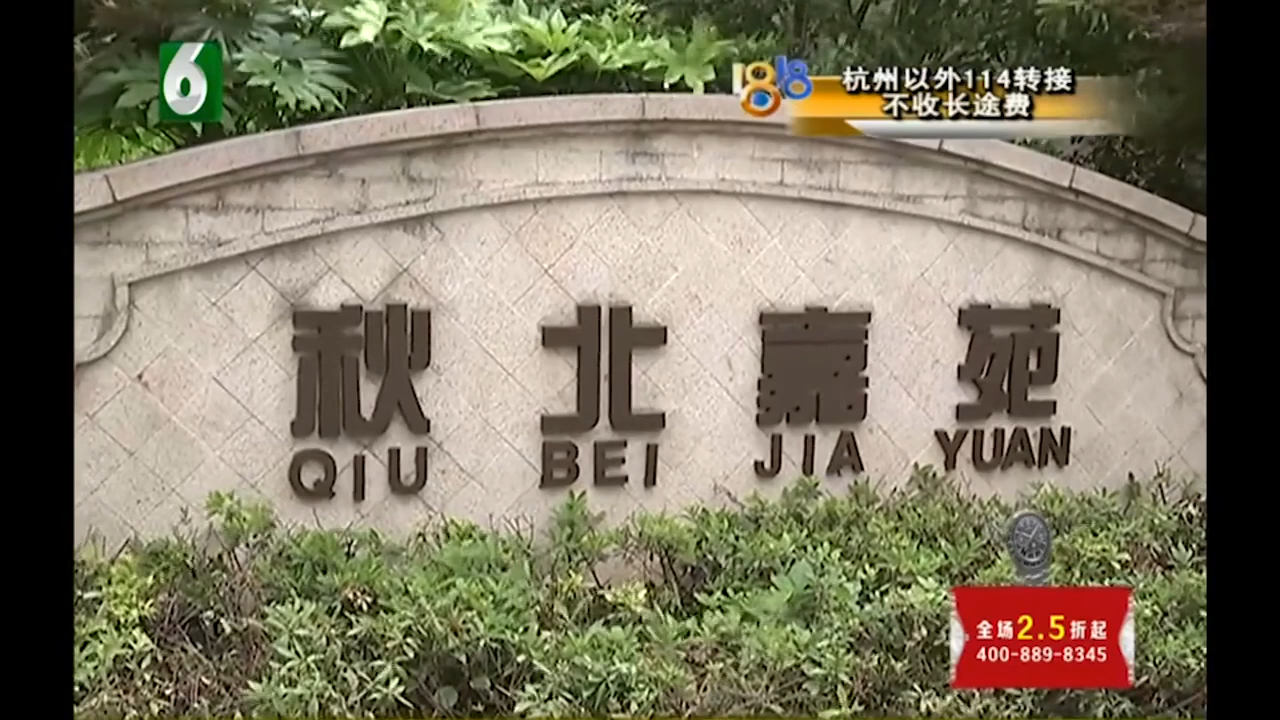 6
1818
杭州以外114转接
不收长途费
秋北嘉苑
QIU BEI JIA YUAN
全场2.5折起
400-889-8345